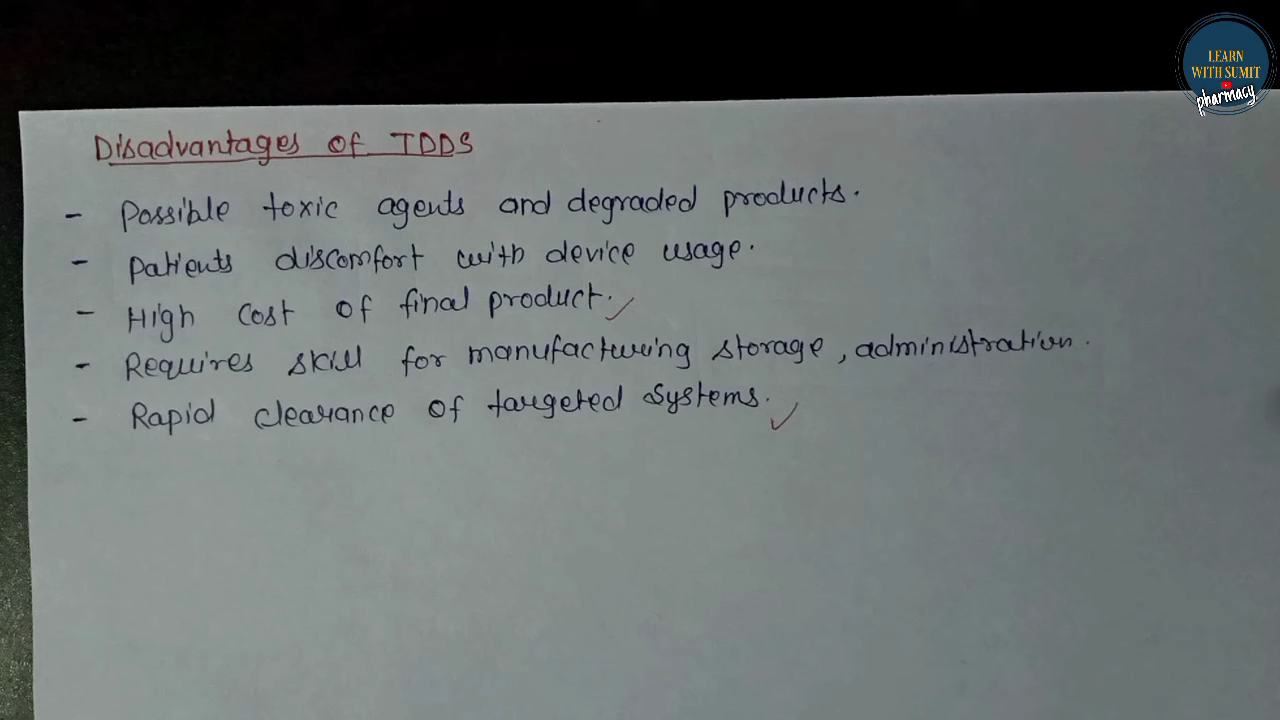 LEARN
WITH SUMIT
pharmacy
Disadvantages of TDDS
- Possible toxic agents and degraded products.
- Patients discomfort with device usage.
- High cost of final product.
- Requires skill for manufacturing storage, administration.
- Rapid clearance of targeted systems.